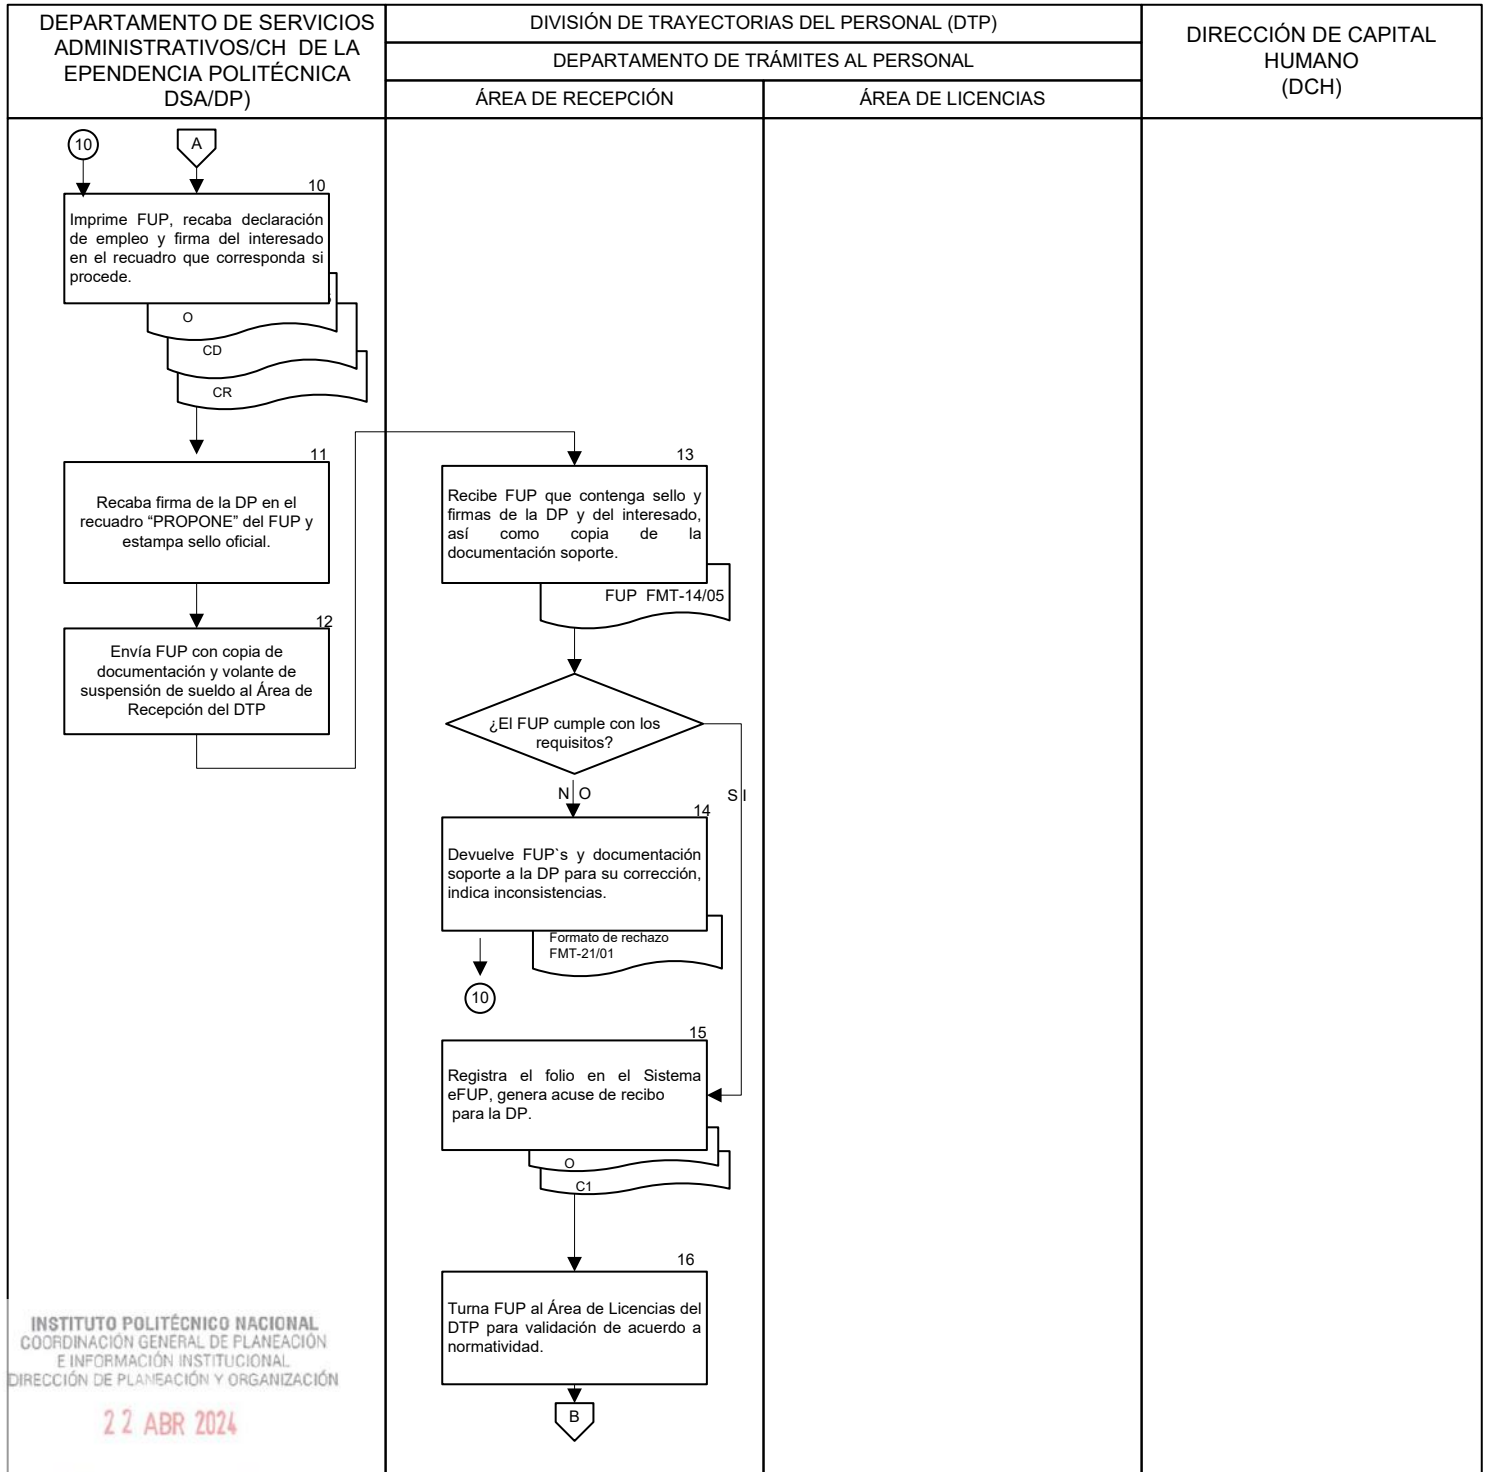 DEPARTAMENTO DE SERVICIOS
ADMINISTRATIVOS/CH DE LA
EPENDENCIA POLITÉCNICA
DSA/DP)
DIVISIÓN DE TRAYECTORIAS DEL PERSONAL (DTP)
DEPARTAMENTO DE TRÁMITES AL PERSONAL
ÁREA DE RECEPCIÓN
ÁREA DE LICENCIAS
DIRECCIÓN DE CAPITAL
HUMANO
(DCH)
10
A
10
Imprime FUP, recaba declaración
de empleo y firma del interesado
en el recuadro que corresponda si
procede.
O
CD
CR
11
Recaba firma de la DP en el
recuadro “PROPONE” del FUP y
estampa sello oficial.
12
Envía FUP con copia de
documentación y volante de
suspensión de sueldo al Área de
Recepción del DTP
13
Recibe FUP que contenga sello y
firmas de la DP y del interesado,
así como copia de la
documentación soporte.
FUP FMT-14/05
¿El FUP cumple con los
requisitos?
N O
S I
14
Devuelve FUP`s y documentación
soporte a la DP para su corrección,
indica inconsistencias.
Formato de rechazo
FMT-21/01
10
15
Registra el folio en el Sistema
eFUP, genera acuse de recibo
para la DP.
O
C1
16
Turna FUP al Área de Licencias del
DTP para validación de acuerdo a
normatividad.
B
INSTITUTO POLITÉCNICO NACIONAL
COORDINACIÓN GENERAL DE PLANEACIÓN
E INFORMACIÓN INSTITUCIONAL
DIRECCIÓN DE PLANEACIÓN Y ORGANIZACIÓN
22 ABR 2024